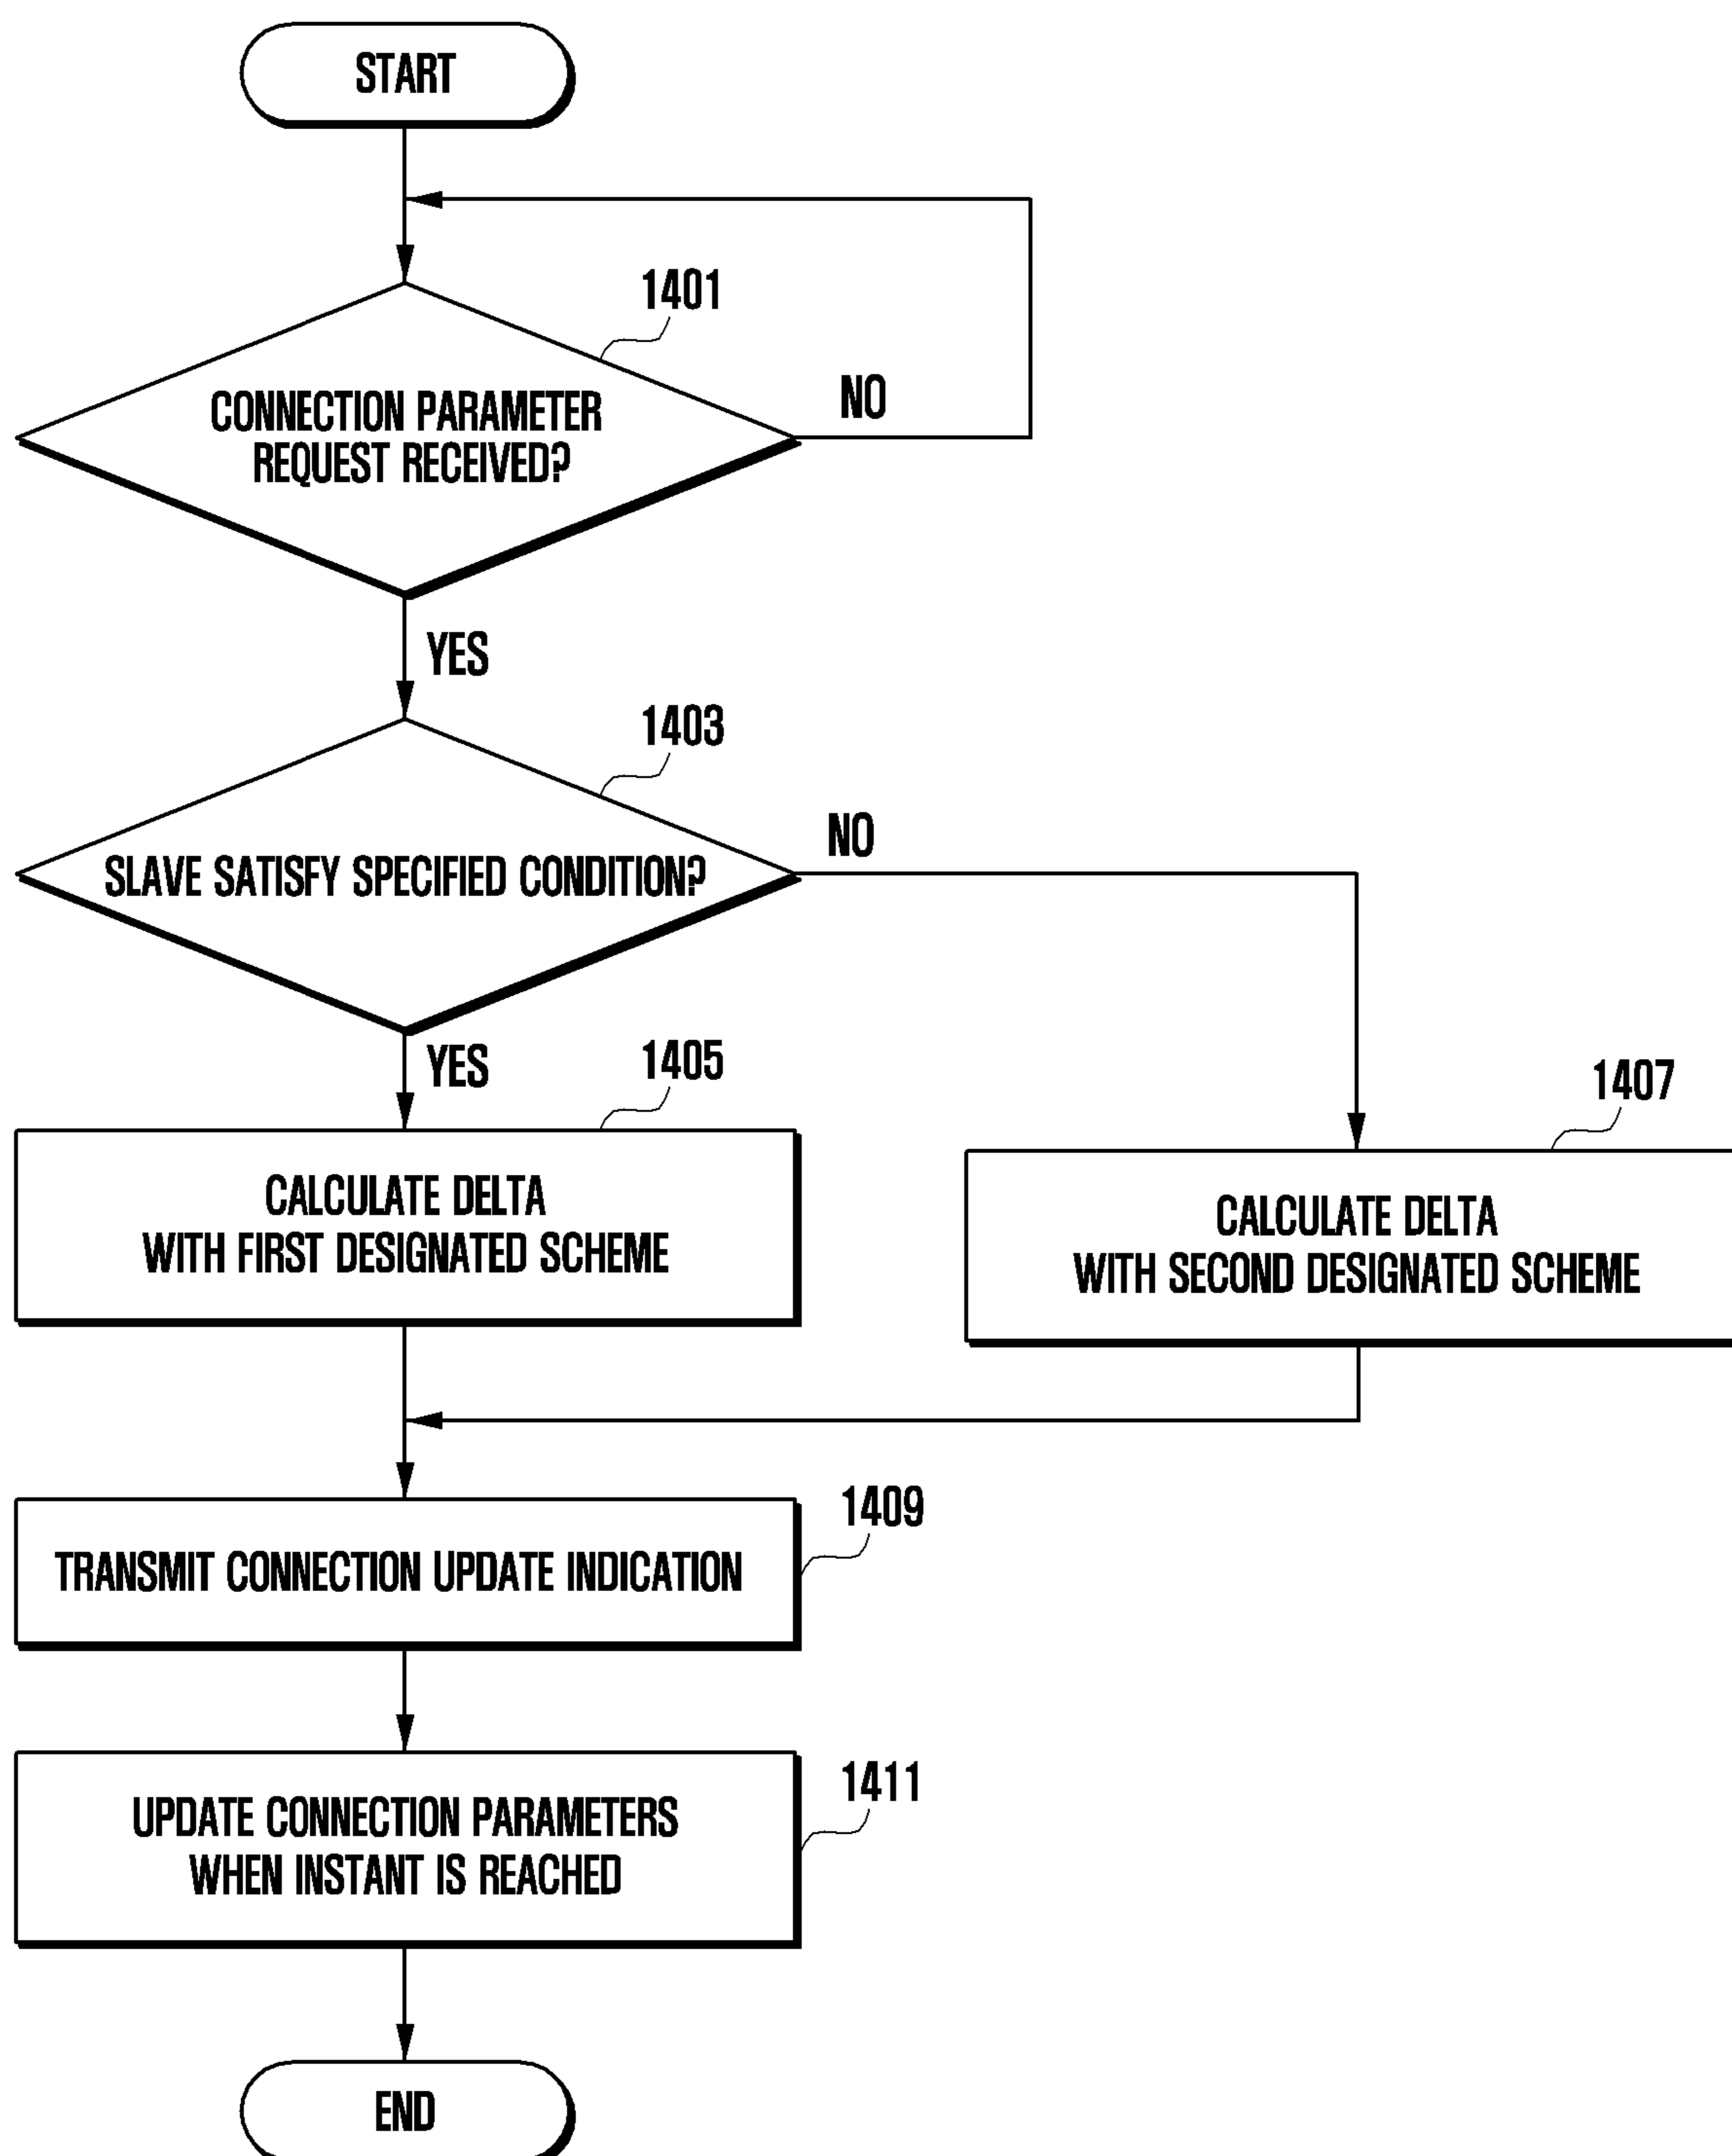 START
1401
CONNECTION PARAMETER
REQUEST RECEIVED?
NO
YES
1403
SLAVE SATISFY SPECIFIED CONDITION?
NO
YES
1405
CALCULATE DELTA
WITH FIRST DESIGNATED SCHEME
1407
CALCULATE DELTA
WITH SECOND DESIGNATED SCHEME
1409
TRANSMIT CONNECTION UPDATE INDICATION
1411
UPDATE CONNECTION PARAMETERS
WHEN INSTANT IS REACHED
END